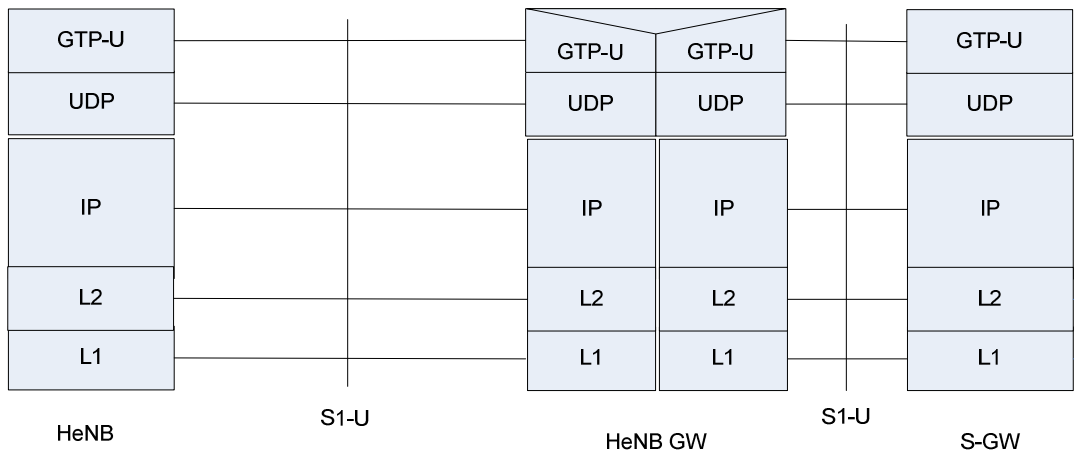 GTP-U GTP-U GTP-U GTP-U
UDP UDP UDP UDP
IP IP IP IP
L2 L2 L2 L2
L1 L1 L1 L1
S1-U S1-U
HeNB HeNB GW S-GW